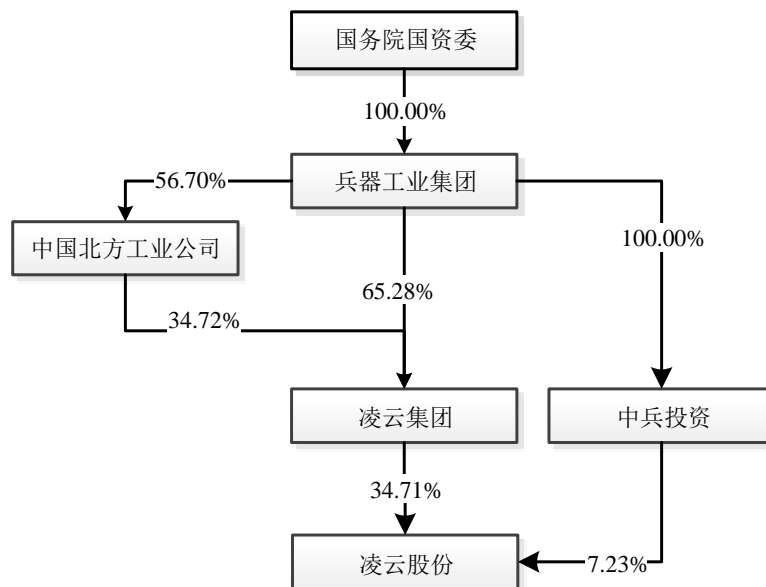 国务院国资委
100.00%
兵器工业集团
56.70%
中国北方工业公司
100.00%
65.28%
34.72%
凌云集团
中兵投资
34.71%
凌云股份
7.23%